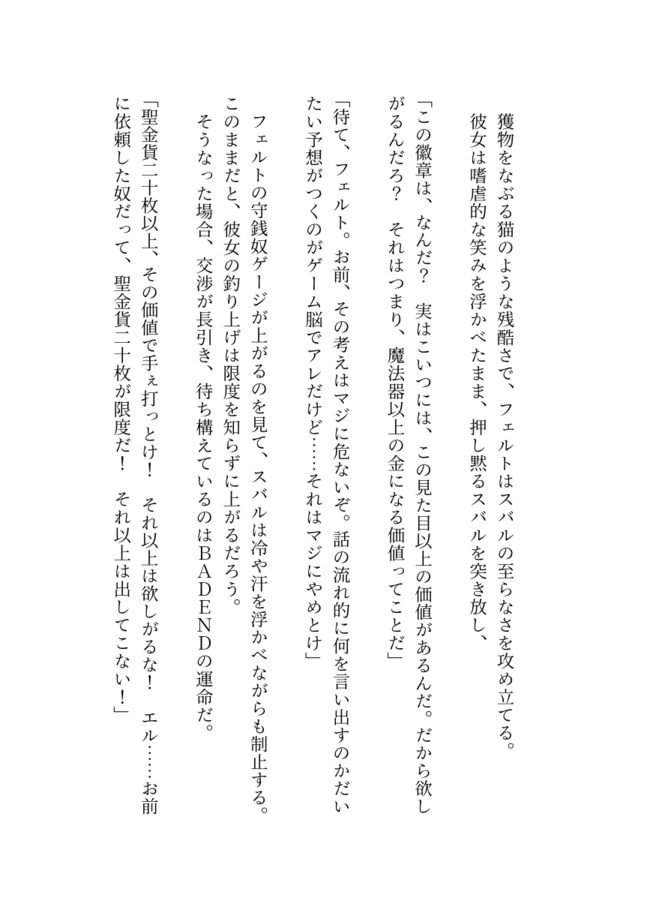 獲物をなぶる猫のような残酷さで、フェルトはスバルの至らなさを攻め立てる。
　彼女は嗜虐的な笑みを浮かべたまま、押し黙るスバルを突き放し、
「この徽章は、なんだ？　実はこいつには、この見た目以上の価値があるんだ。だから欲し
がるんだろ？　それはつまり、魔法器以上の金になる価値ってことだ」
「待て、フェルト。お前、その考えはマジに危ないぞ。話の流れ的に何を言い出すのかだい
たい予想がつくのがゲーム脳でアレだけど……それはマジにやめとけ」
　フェルトの守銭奴ゲージが上がるのを見て、スバルは冷や汗を浮かべながらも制止する。
このままだと、彼女の釣り上げは限度を知らずに上がるだろう。
　そうなった場合、交渉が長引き、待ち構えているのはＢＡＤＥＮＤの運命だ。
「聖金貨二十枚以上、その価値で手ぇ打っとけ！　それ以上は欲しがるな！　エル……お前
に依頼した奴だって、聖金貨二十枚が限度だ！　それ以上は出してこない！」